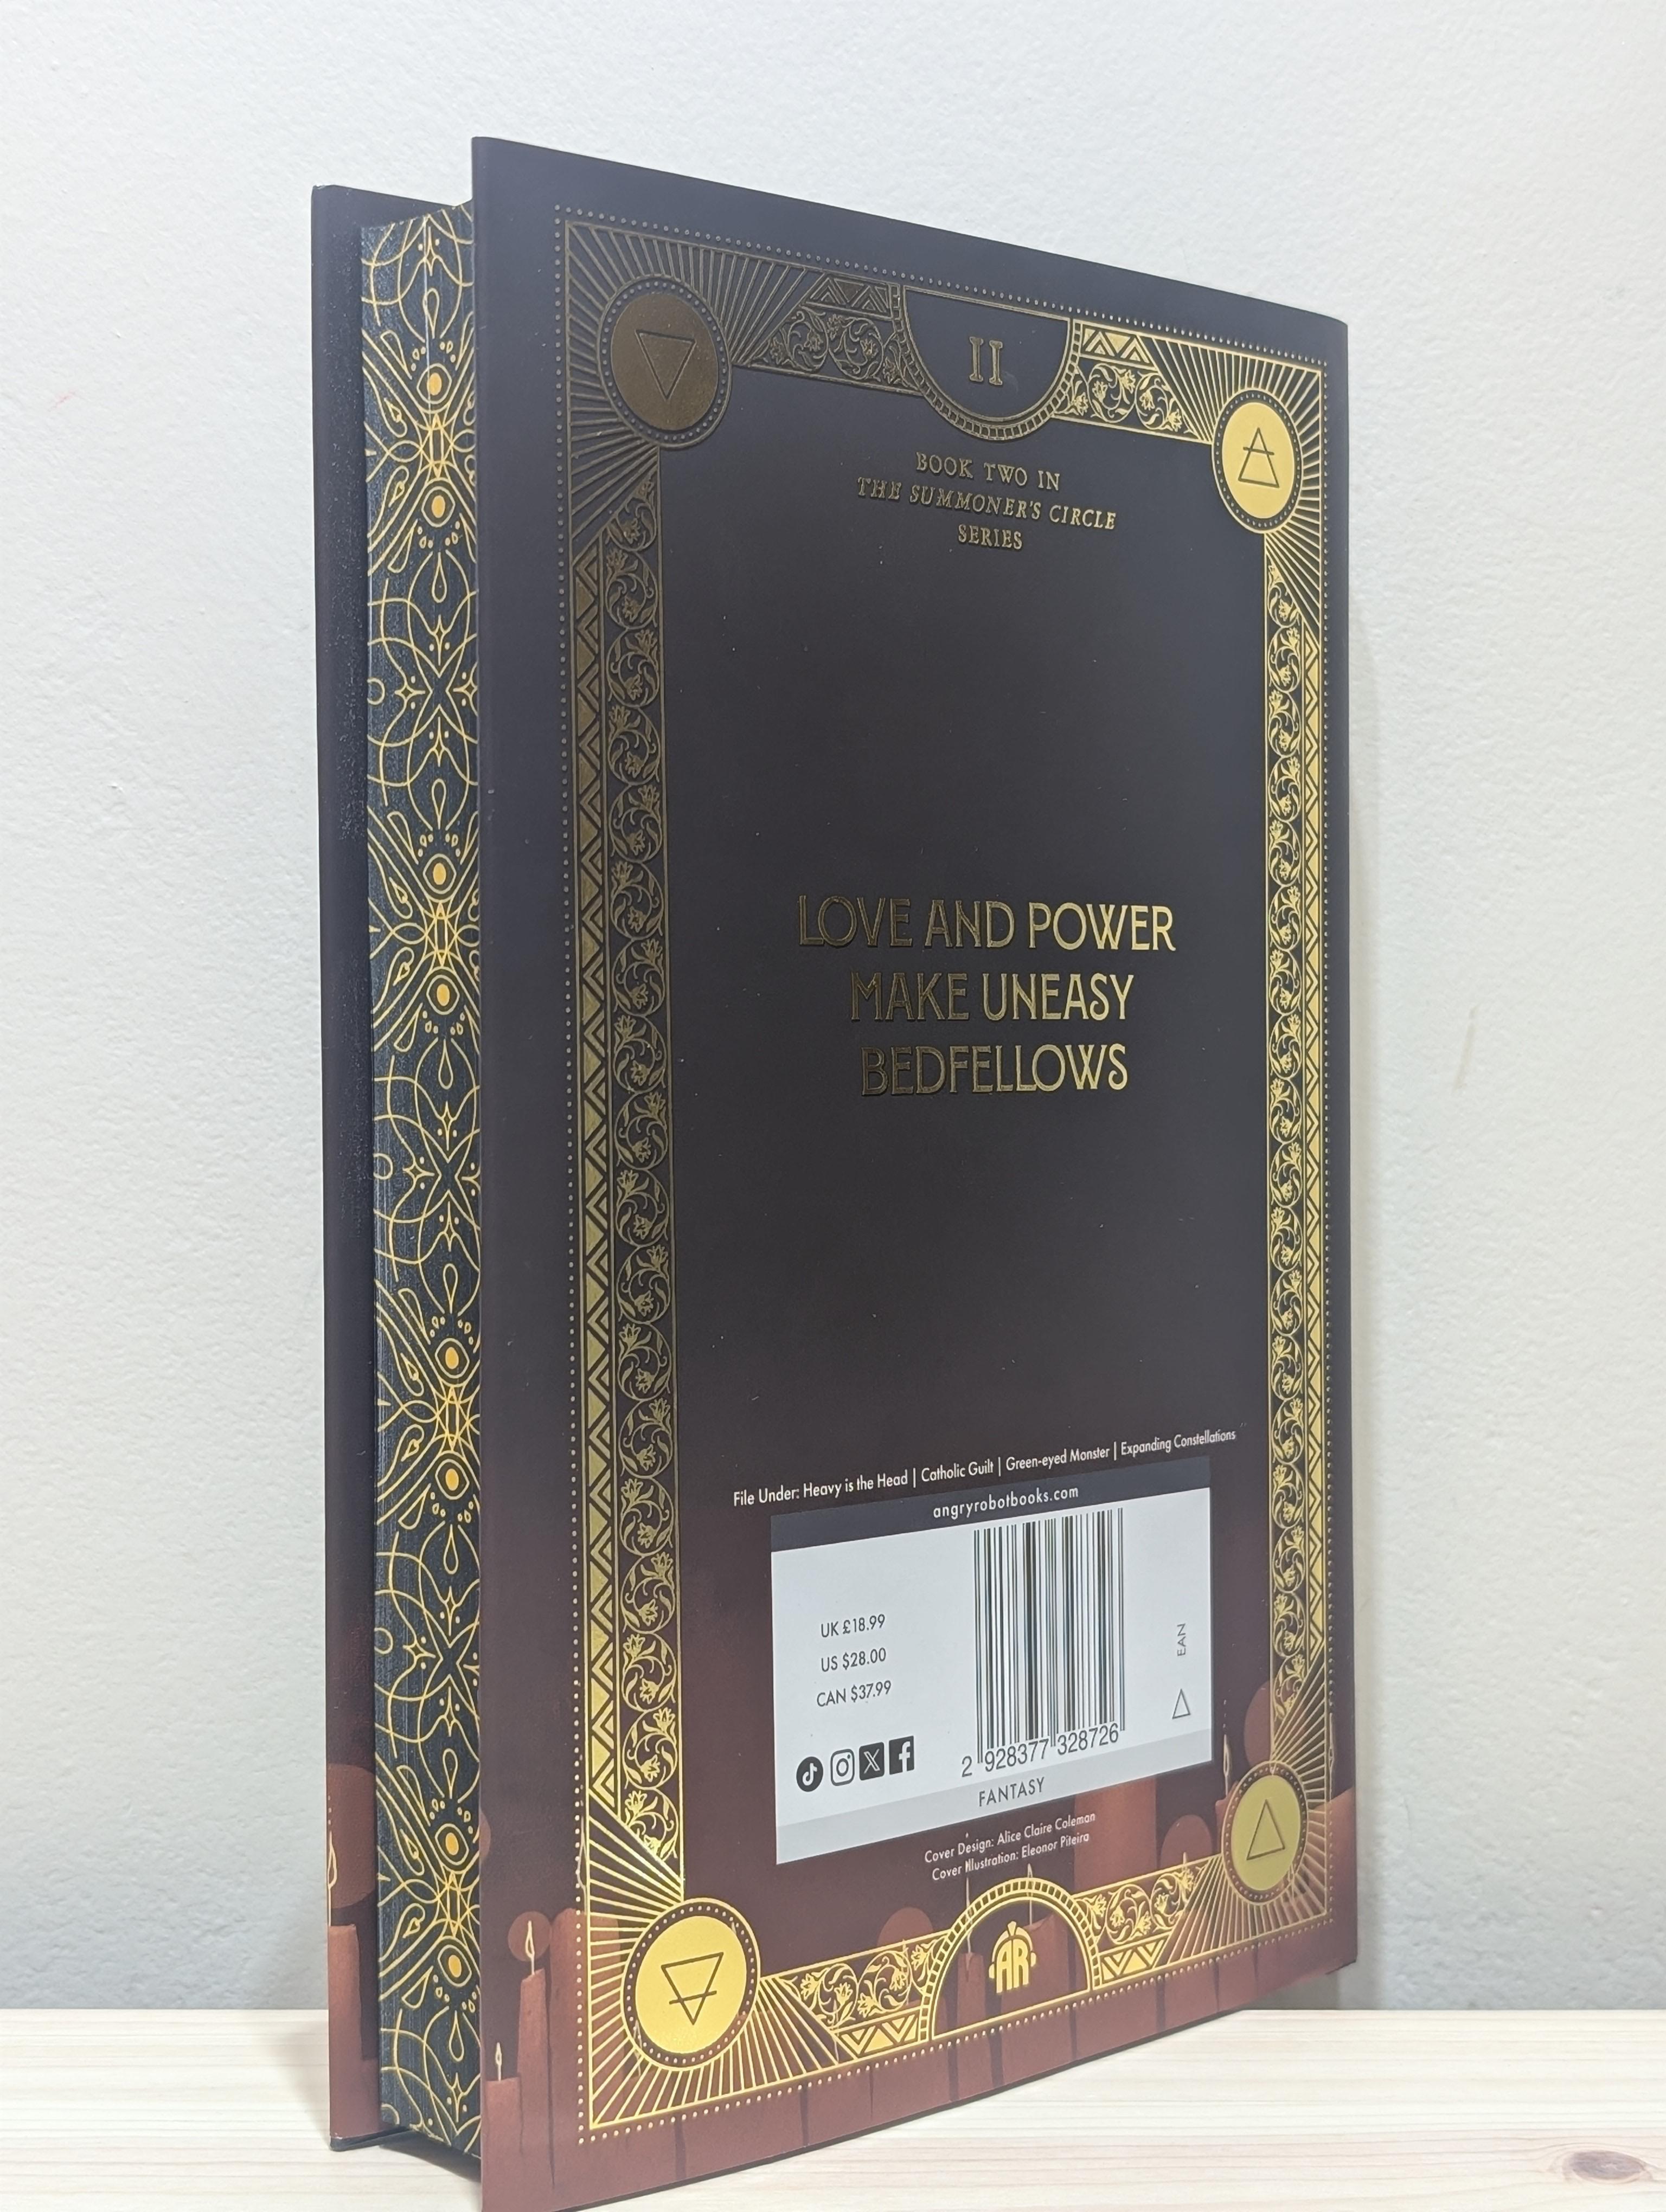 II
BOOK TWO IN
THE SUMMONER'S CIRCLE
SERIES
LOVE AND POWER
MAKE UNEASY
BEDFELLOWS
File Under: Heavy is the Head | Catholic Guilt | Green-eyed Monster | Expanding Constellations
angryrobotbooks.com
UK £18.99
US $28.00
CAN $37.99
EAN
2 928377 328726
FANTASY
Cover Design: Alice Claire Coleman
Cover Illustration: Eleonor Piteira
AR